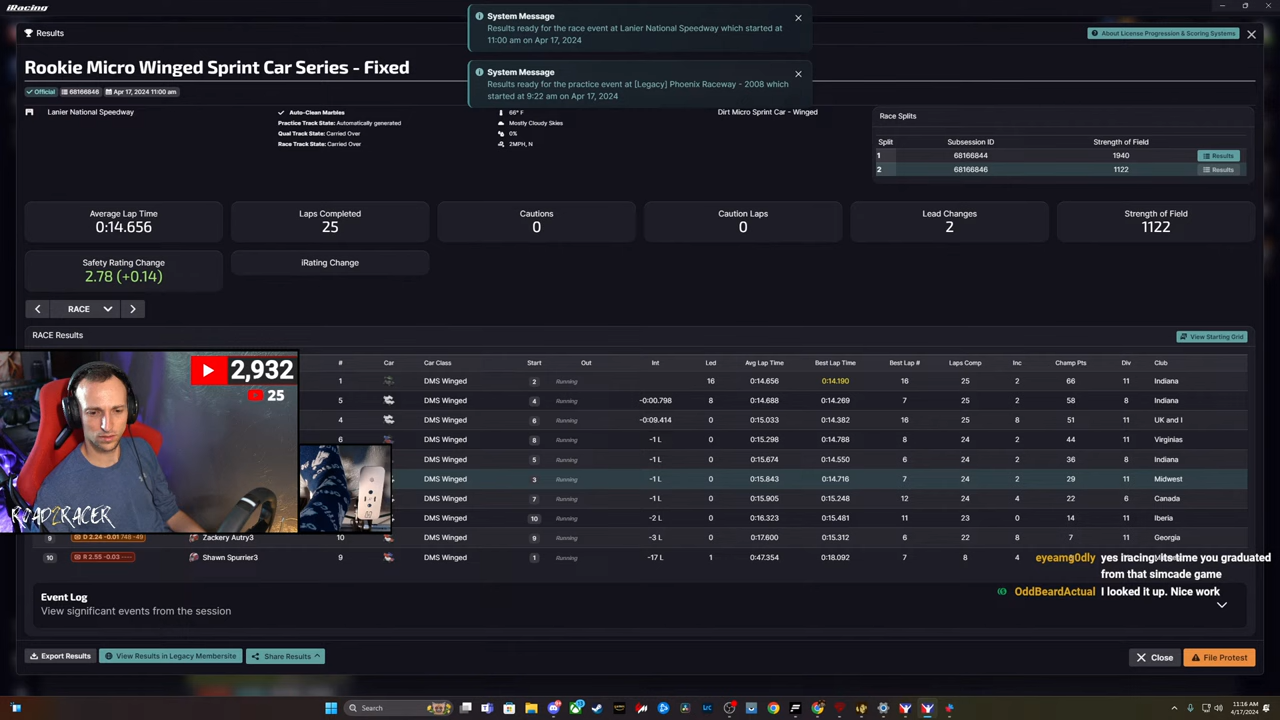 iRacing
System Message
Results ready for the race event at Lanier National Speedway which started at
11:00 am on Apr 17, 2024
System Message
Results ready for the practice event at [Legacy] Phoenix Raceway - 2008 which
started at 9:22 am on Apr 17, 2024
Results
About License Progression & Scoring Systems
Rookie Micro Winged Sprint Car Series - Fixed
Official 68166846 Apr 17, 2024 11:00 am
Lanier National Speedway
Auto-Clean Marbles
Practice Track State: Automatically generated
Qual Track State: Carried Over
Race Track State: Carried Over
66° F
Mostly Cloudy Skies
0%
2MPH, N
Dirt Micro Sprint Car - Winged
Race Splits
Split Subsession ID Strength of Field
1 68166844 1940 Results
2 68166846 1122 Results
Average Lap Time
0:14.656
Laps Completed
25
Cautions
0
Caution Laps
0
Lead Changes
2
Strength of Field
1122
Safety Rating Change
2.78 (+0.14)
iRating Change
RACE
RACE Results
View Starting Grid
# Car Car Class Start Out Int Led Avg Lap Time Best Lap Time Best Lap # Laps Comp Inc Champ Pts Div Club
1 DMS Winged 2 Running 16 0:14.656 0:14.190 16 25 2 66 11 Indiana
5 DMS Winged 4 Running -0:00.798 8 0:14.688 0:14.269 7 25 2 58 8 Indiana
4 DMS Winged 6 Running -0:09.414 0 0:15.033 0:14.382 16 25 8 51 11 UK and I
6 DMS Winged 8 Running -1 L 0 0:15.298 0:14.788 8 24 2 44 11 Virginias
DMS Winged 5 Running -1 L 0 0:15.674 0:14.550 6 24 2 36 8 Indiana
DMS Winged 3 Running -1 L 0 0:15.843 0:14.716 7 24 2 29 11 Midwest
DMS Winged 7 Running -1 L 0 0:15.905 0:15.248 12 24 4 22 6 Canada
DMS Winged 10 Running -2 L 0 0:16.323 0:15.481 11 23 0 14 11 Iberia
9 D 2.24 -0.01 748 -49 Zackery Autry3 10 DMS Winged 9 Running -3 L 0 0:17.600 0:15.312 8 22 6 7 11 Georgia
10 R 2.55 -0.03 ---- Shawn Spurrier3 9 DMS Winged 1 Running -17 L 1 0:47.354 0:18.092 7 8 4
2,932
25
ROAD2RACER
eyeamg0dly yes iracing. its time you graduated
from that simcade game
OddBeardActual I looked it up. Nice work
Event Log
View significant events from the session
Export Results
View Results in Legacy Membersite
Share Results
Close
File Protest
Search
11:16 AM
4/17/2024